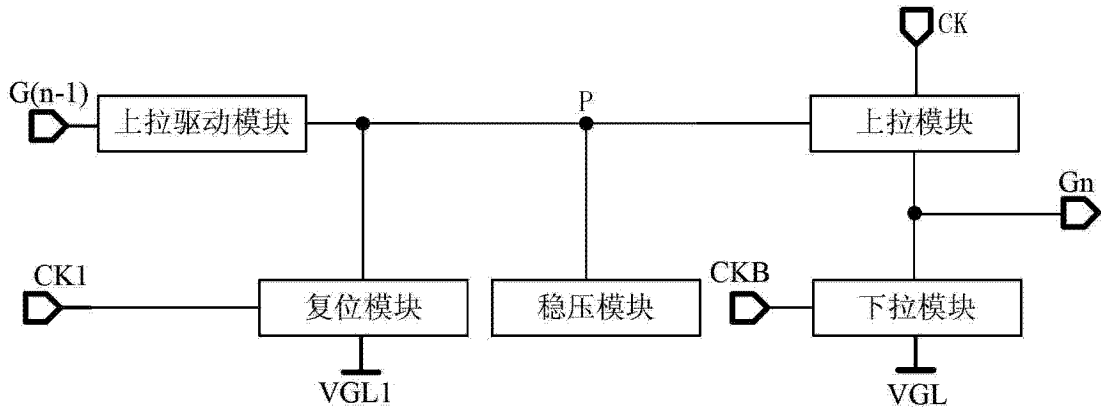 CK
G(n-1)
上拉驱动模块
P
上拉模块
Gn
CK1
复位模块
稳压模块
CKB
下拉模块
VGL1
VGL